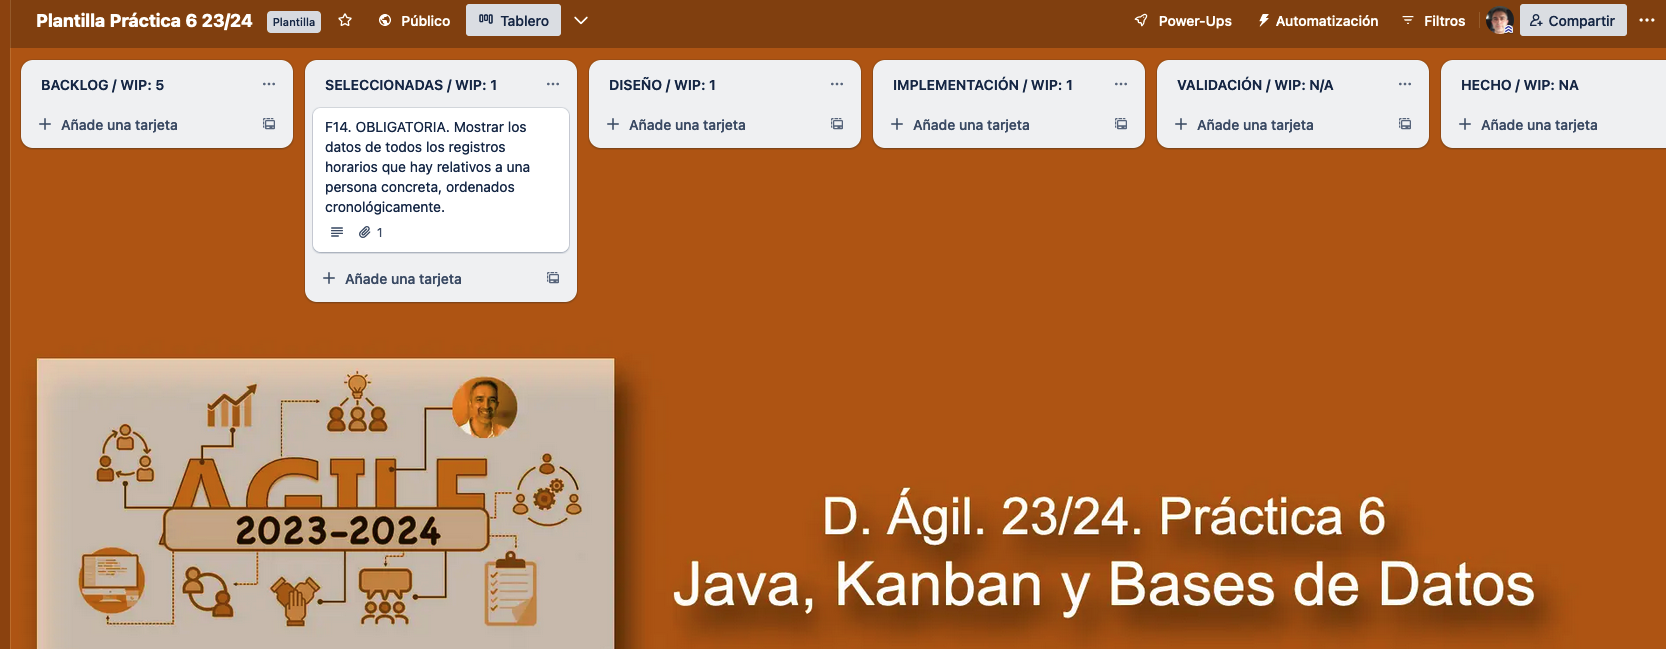 Plantilla Práctica 6 23/24
Plantilla
Público
Tablero
Power-Ups
Automatización
Filtros
Compartir
BACKLOG / WIP: 5
Añade una tarjeta
SELECCIONADAS / WIP: 1
F14. OBLIGATORIA. Mostrar los
datos de todos los registros
horarios que hay relativos a una
persona concreta, ordenados
cronológicamente.
1
Añade una tarjeta
DISEÑO / WIP: 1
Añade una tarjeta
IMPLEMENTACIÓN / WIP: 1
Añade una tarjeta
VALIDACIÓN / WIP: N/A
Añade una tarjeta
HECHO / WIP: NA
Añade una tarjeta
AGILE
2023-2024
D. Ágil. 23/24. Práctica 6
Java, Kanban y Bases de Datos